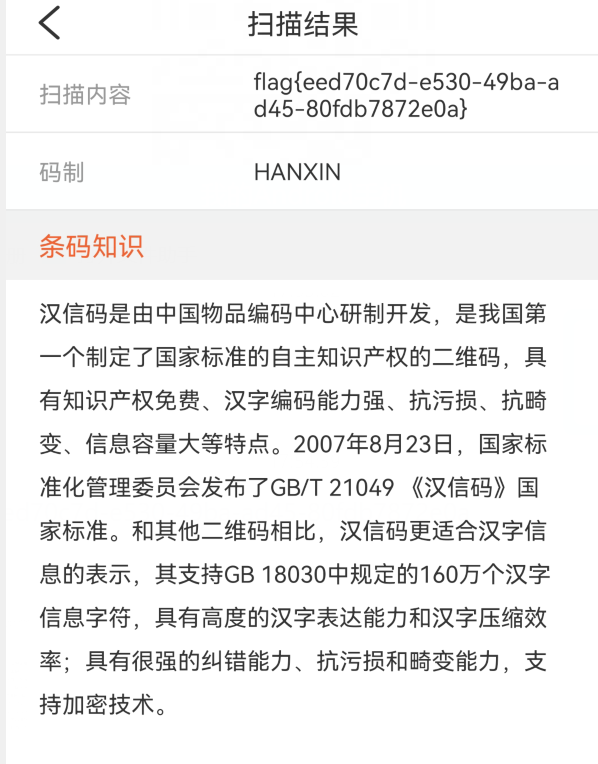 扫描结果
扫描内容
flag{eed70c7d-e530-49ba-a
d45-80fdb7872e0a}
码制
HANXIN
条码知识
汉信码是由中国物品编码中心研制开发，是我国第
一个制定了国家标准的自主知识产权的二维码，具
有知识产权免费、汉字编码能力强、抗污损、抗畸
变、信息容量大等特点。2007年8月23日，国家标
准化管理委员会发布了GB/T 21049 《汉信码》国
家标准。和其他二维码相比，汉信码更适合汉字信
息的表示，其支持GB 18030中规定的160万个汉字
信息字符，具有高度的汉字表达能力和汉字压缩效
率；具有很强的纠错能力、抗污损和畸变能力，支
持加密技术。